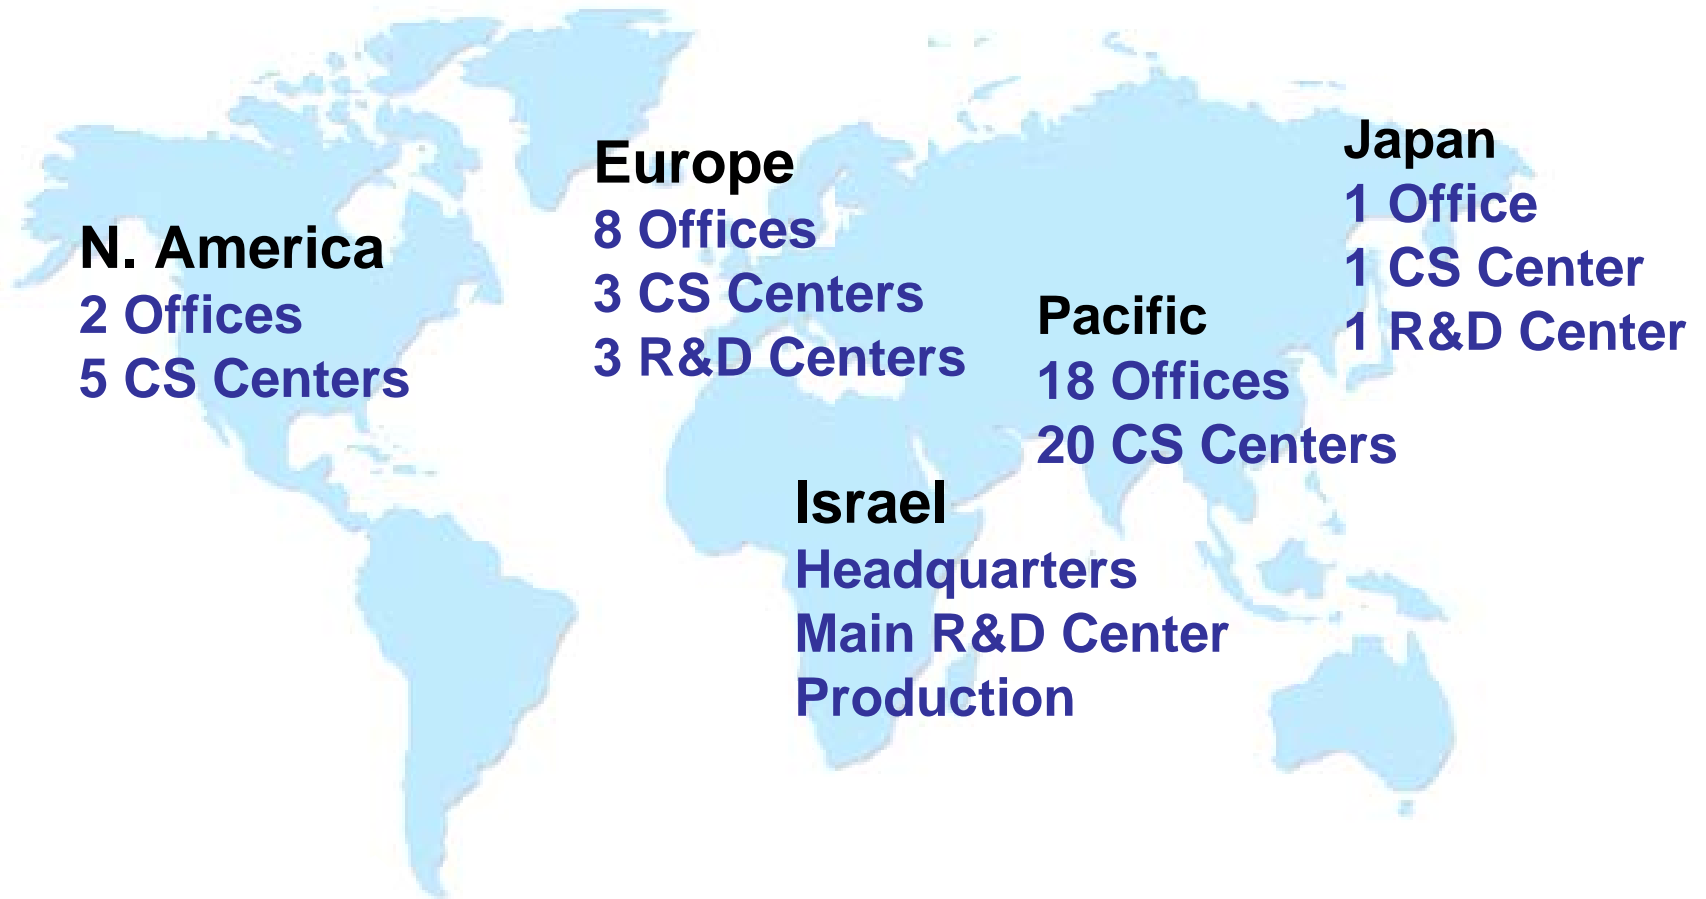 N. America
2 Offices
5 CS Centers
Europe
8 Offices
3 CS Centers
3 R&D Centers
Japan
1 Office
1 CS Center
1 R&D Center
Pacific
18 Offices
20 CS Centers
Israel
Headquarters
Main R&D Center
Production